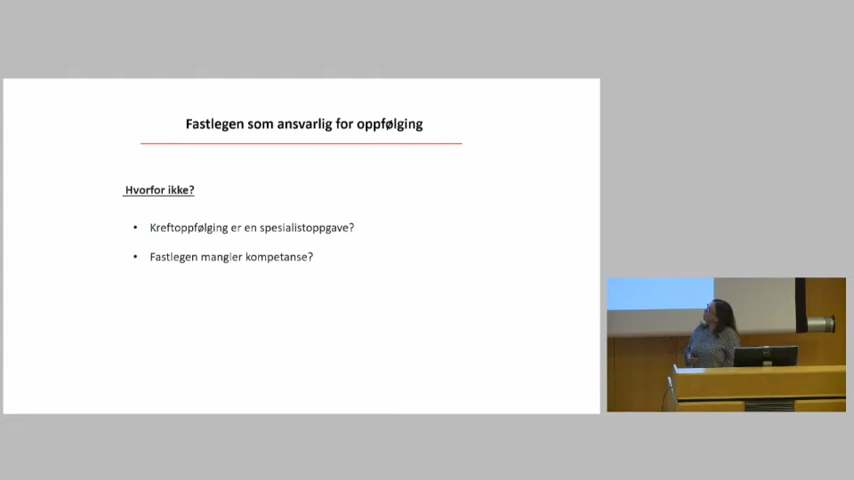 Fastlegen som ansvarlig for oppfølging
Hvorfor ikke?
• Kreftoppfølging er en spesialistoppgave?
• Fastlegen mangler kompetanse?